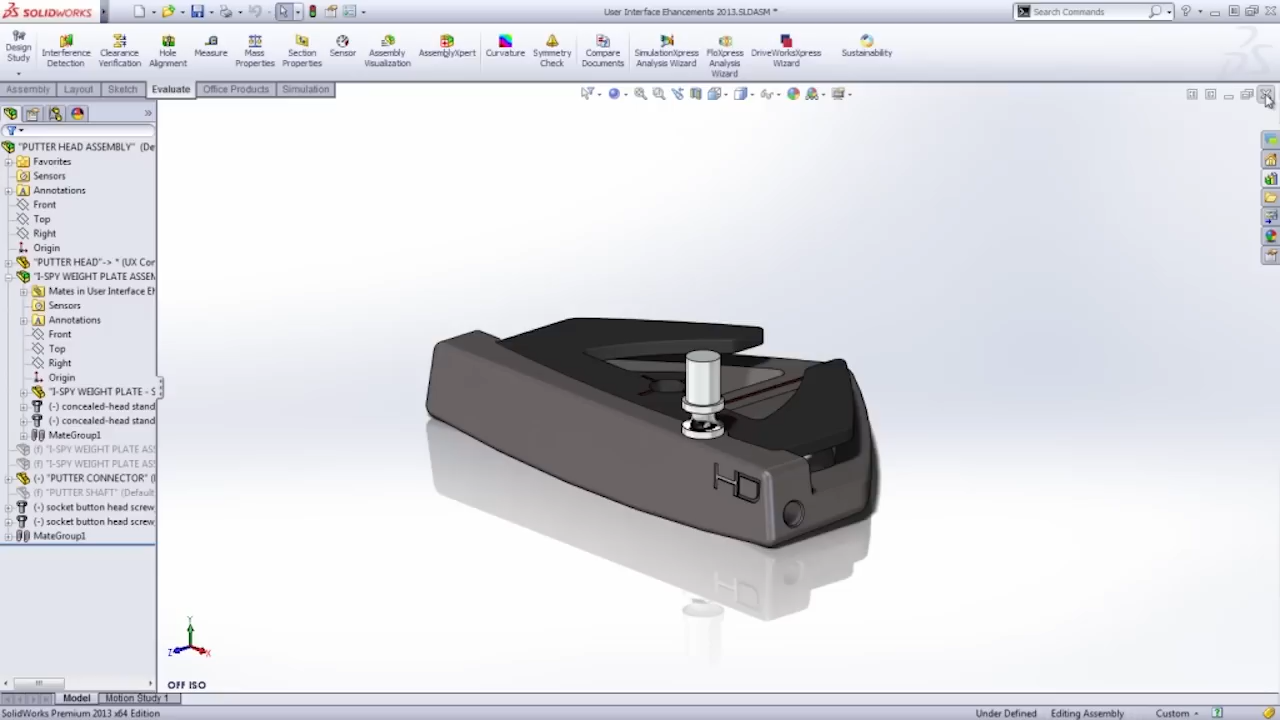 SOLIDWORKS
User Interface Ehancements 2013.SLDASM *
Search Commands
Design Study
Interference Detection
Clearance Verification
Hole Alignment
Measure
Mass Properties
Section Properties
Sensor
Assembly Visualization
AssemblyXpert
Curvature
Symmetry Check
Compare Documents
SimulationXpress Analysis Wizard
FloXpress Analysis Wizard
DriveWorksXpress Wizard
Sustainability
Assembly
Layout
Sketch
Evaluate
Office Products
Simulation
"PUTTER HEAD ASSEMBLY" (De
Favorites
Sensors
Annotations
Front
Top
Right
Origin
"PUTTER HEAD"-> * (UX Cor
"I-SPY WEIGHT PLATE ASSEM
Mates in User Interface E
Sensors
Annotations
Front
Top
Right
Origin
"I-SPY WEIGHT PLATE - S
(-) concealed-head stand
(-) concealed-head stand
MateGroup1
(f) "I-SPY WEIGHT PLATE AS
(f) "I-SPY WEIGHT PLATE AS
(-) "PUTTER CONNECTOR" (
(f) "PUTTER SHAFT" (Default
(-) socket button head screw
(-) socket button head screw
MateGroup1
HD
Y
Z
X
OFF ISO
Model
Motion Study 1
SolidWorks Premium 2013 x64 Edition
Under Defined
Editing Assembly
Custom